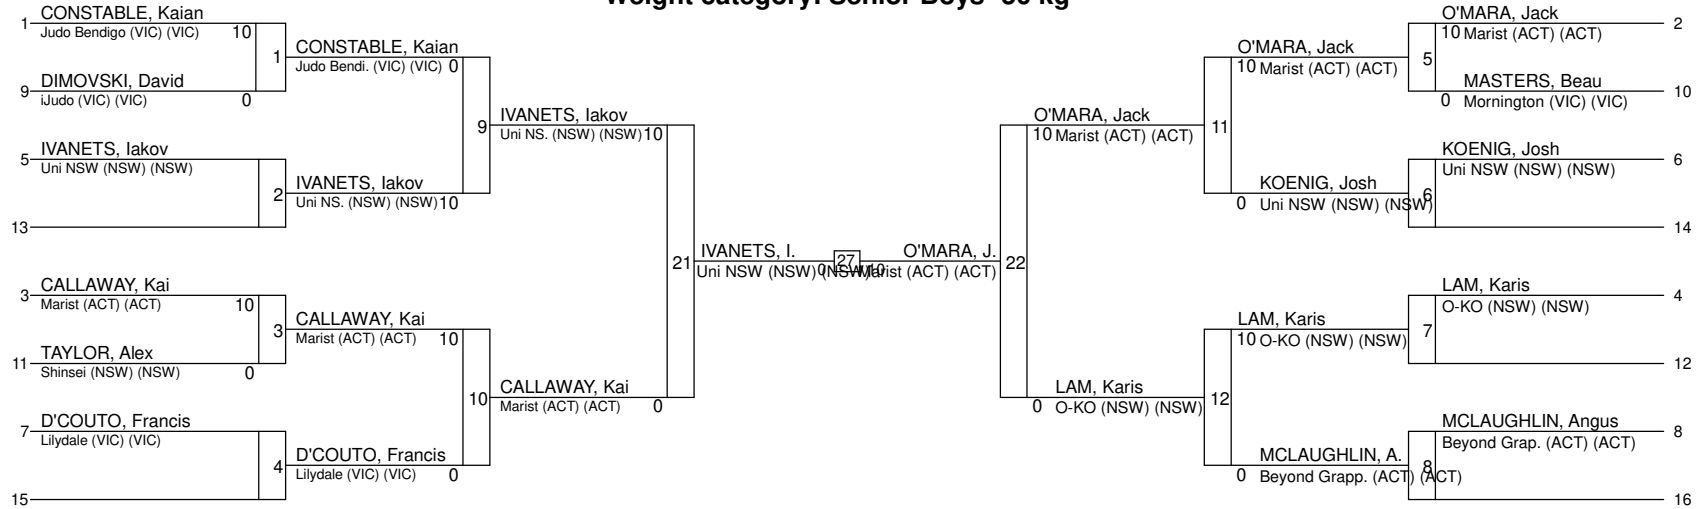 Weight category: Senior Boys -50 kg
1
CONSTABLE, Kaian
Judo Bendigo (VIC) (VIC)
10
9
DIMOVSKI, David
iJudo (VIC) (VIC)
0
1
CONSTABLE, Kaian
Judo Bendi. (VIC) (VIC)
0
5
IVANETS, Iakov
Uni NSW (NSW) (NSW)
13
2
IVANETS, Iakov
Uni NS. (NSW) (NSW)
10
9
IVANETS, Iakov
Uni NS. (NSW) (NSW)
10
3
CALLAWAY, Kai
Marist (ACT) (ACT)
10
11
TAYLOR, Alex
Shinsei (NSW) (NSW)
0
3
CALLAWAY, Kai
Marist (ACT) (ACT)
10
7
D'COUTO, Francis
Lilydale (VIC) (VIC)
15
4
D'COUTO, Francis
Lilydale (VIC) (VIC)
0
10
CALLAWAY, Kai
Marist (ACT) (ACT)
0
21
IVANETS, I.
Uni NSW (NSW) (NSW)
0
27
O'MARA, J.
Marist (ACT) (ACT)
10
22
O'MARA, Jack
10 Marist (ACT) (ACT)
11
O'MARA, Jack
10 Marist (ACT) (ACT)
5
O'MARA, Jack
10 Marist (ACT) (ACT)
2
MASTERS, Beau
0 Mornington (VIC) (VIC)
10
KOENIG, Josh
0 Uni NSW (NSW) (NSW)
6
KOENIG, Josh
Uni NSW (NSW) (NSW)
6
14
LAM, Karis
0 O-KO (NSW) (NSW)
12
LAM, Karis
10 O-KO (NSW) (NSW)
7
LAM, Karis
O-KO (NSW) (NSW)
4
12
MCLAUGHLIN, A.
0 Beyond Grapp. (ACT) (ACT)
8
MCLAUGHLIN, Angus
Beyond Grap. (ACT) (ACT)
8
16